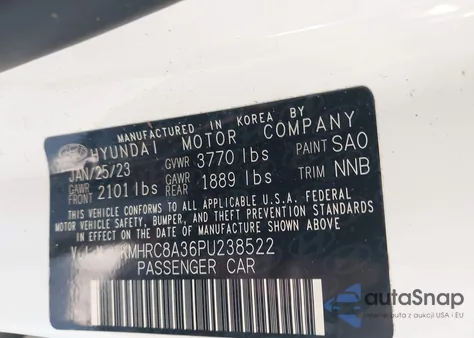 MANUFACTURED IN KOREA BY
HYUNDAI MOTOR COMPANY
JAN/25/23 GVWR 3770 lbs PAINT SAO
GAWR FRONT 2101 lbs GAWR REAR 1889 lbs TRIM NNB
THIS VEHICLE CONFORMS TO ALL APPLICABLE U.S.A. FEDERAL
MOTOR VEHICLE SAFETY, BUMPER, AND THEFT PREVENTION STANDARDS
IN EFFECT ON THE DATE OF MANUFACTURE SHOWN ABOVE.
KMHRC8A36PU238522
PASSENGER CAR
autoSnap